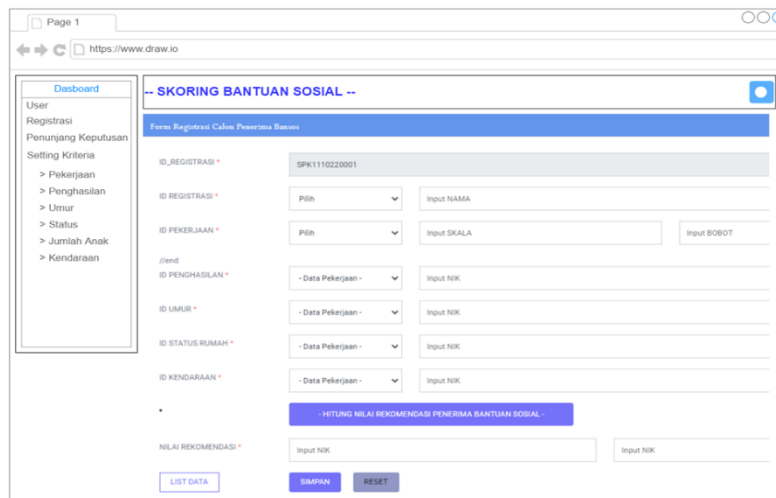 Page 1
https://www.draw.io
Dasboard
User
Registrasi
Penunjang Keputusan
Setting Kriteria
> Pekerjaan
> Penghasilan
> Umur
> Status
> Jumlah Anak
> Kendaraan
-- SKORING BANTUAN SOSIAL --
Form Registrasi Calon Penerima Bansos
ID_REGISTRASI * SPK1110220001
ID REGISTRASI * Pilih Input NAMA
ID PEKERJAAN * Pilih Input SKALA Input BOBOT
//end
ID PENGHASILAN * - Data Pekerjaan - Input NIK
ID UMUR * - Data Pekerjaan - Input NIK
ID STATUS RUMAH * - Data Pekerjaan - Input NIK
ID KENDARAAN * - Data Pekerjaan - Input NIK
- HITUNG NILAI REKOMENDASI PENERIMA BANTUAN SOSIAL -
NILAI REKOMENDASI * Input NIK Input NIK
LIST DATA SIMPAN RESET